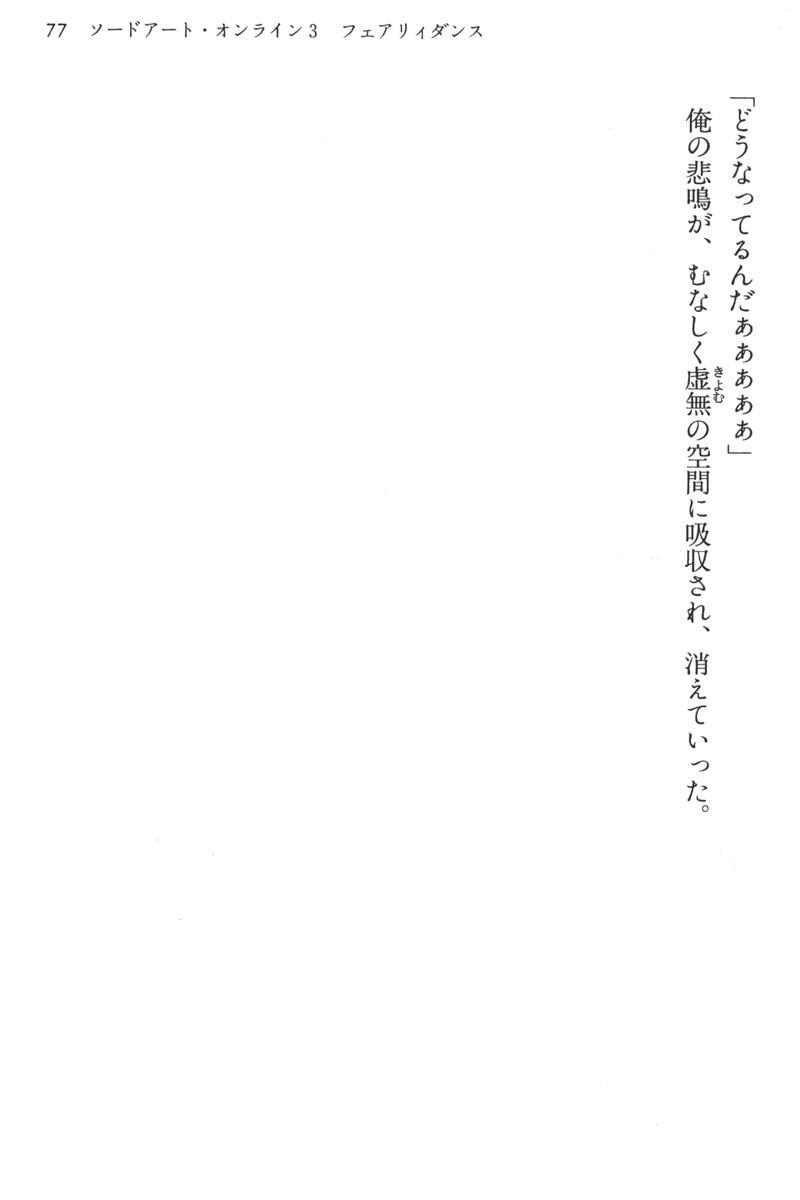 77　ソードアート・オンライン3　フェアリィダンス
「どうなってるんだぁぁぁぁぁ」
俺の悲鳴が、むなしく虚無の空間に吸収され、消えていった。
きょむ